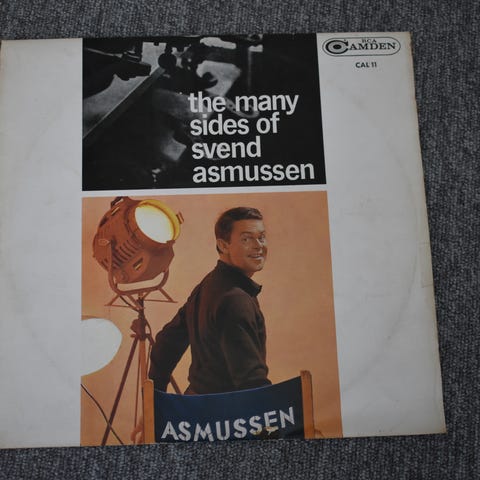 RCA
CAMDEN
CAL 11
the many
sides of
svend
asmussen
ASMUSSEN